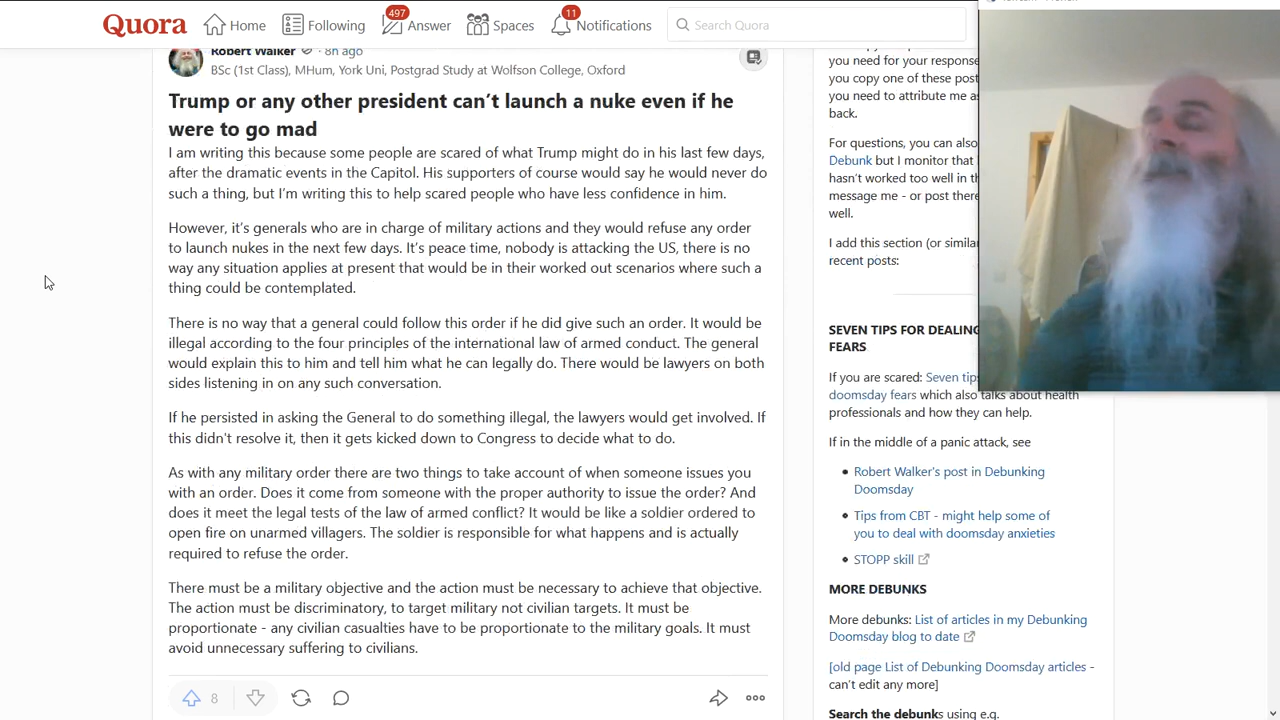 Quora
Home
Following
497
Answer
Spaces
11
Notifications
Search Quora
Robert Walker · 8h ago
BSc (1st Class), MHum, York Uni, Postgrad Study at Wolfson College, Oxford
Trump or any other president can’t launch a nuke even if he
were to go mad
I am writing this because some people are scared of what Trump might do in his last few days,
after the dramatic events in the Capitol. His supporters of course would say he would never do
such a thing, but I’m writing this to help scared people who have less confidence in him.
However, it’s generals who are in charge of military actions and they would refuse any order
to launch nukes in the next few days. It’s peace time, nobody is attacking the US, there is no
way any situation applies at present that would be in their worked out scenarios where such a
thing could be contemplated.
There is no way that a general could follow this order if he did give such an order. It would be
illegal according to the four principles of the international law of armed conduct. The general
would explain this to him and tell him what he can legally do. There would be lawyers on both
sides listening in on any such conversation.
If he persisted in asking the General to do something illegal, the lawyers would get involved. If
this didn't resolve it, then it gets kicked down to Congress to decide what to do.
As with any military order there are two things to take account of when someone issues you
with an order. Does it come from someone with the proper authority to issue the order? And
does it meet the legal tests of the law of armed conflict? It would be like a soldier ordered to
open fire on unarmed villagers. The soldier is responsible for what happens and is actually
required to refuse the order.
There must be a military objective and the action must be necessary to achieve that objective.
The action must be discriminatory, to target military not civilian targets. It must be
proportionate - any civilian casualties have to be proportionate to the military goals. It must
avoid unnecessary suffering to civilians.
8
you need for your response
you copy one of these post
you need to attribute me as
back.
For questions, you can also
Debunk but I monitor that
hasn’t worked too well in th
message me - or post there
well.
I add this section (or similar
recent posts:
SEVEN TIPS FOR DEALING
FEARS
If you are scared: Seven tips
doomsday fears which also talks about health
professionals and how they can help.
If in the middle of a panic attack, see
Robert Walker's post in Debunking
Doomsday
Tips from CBT - might help some of
you to deal with doomsday anxieties
STOPP skill
MORE DEBUNKS
More debunks: List of articles in my Debunking
Doomsday blog to date
[old page List of Debunking Doomsday articles -
can’t edit any more]
Search the debunks using e.g.